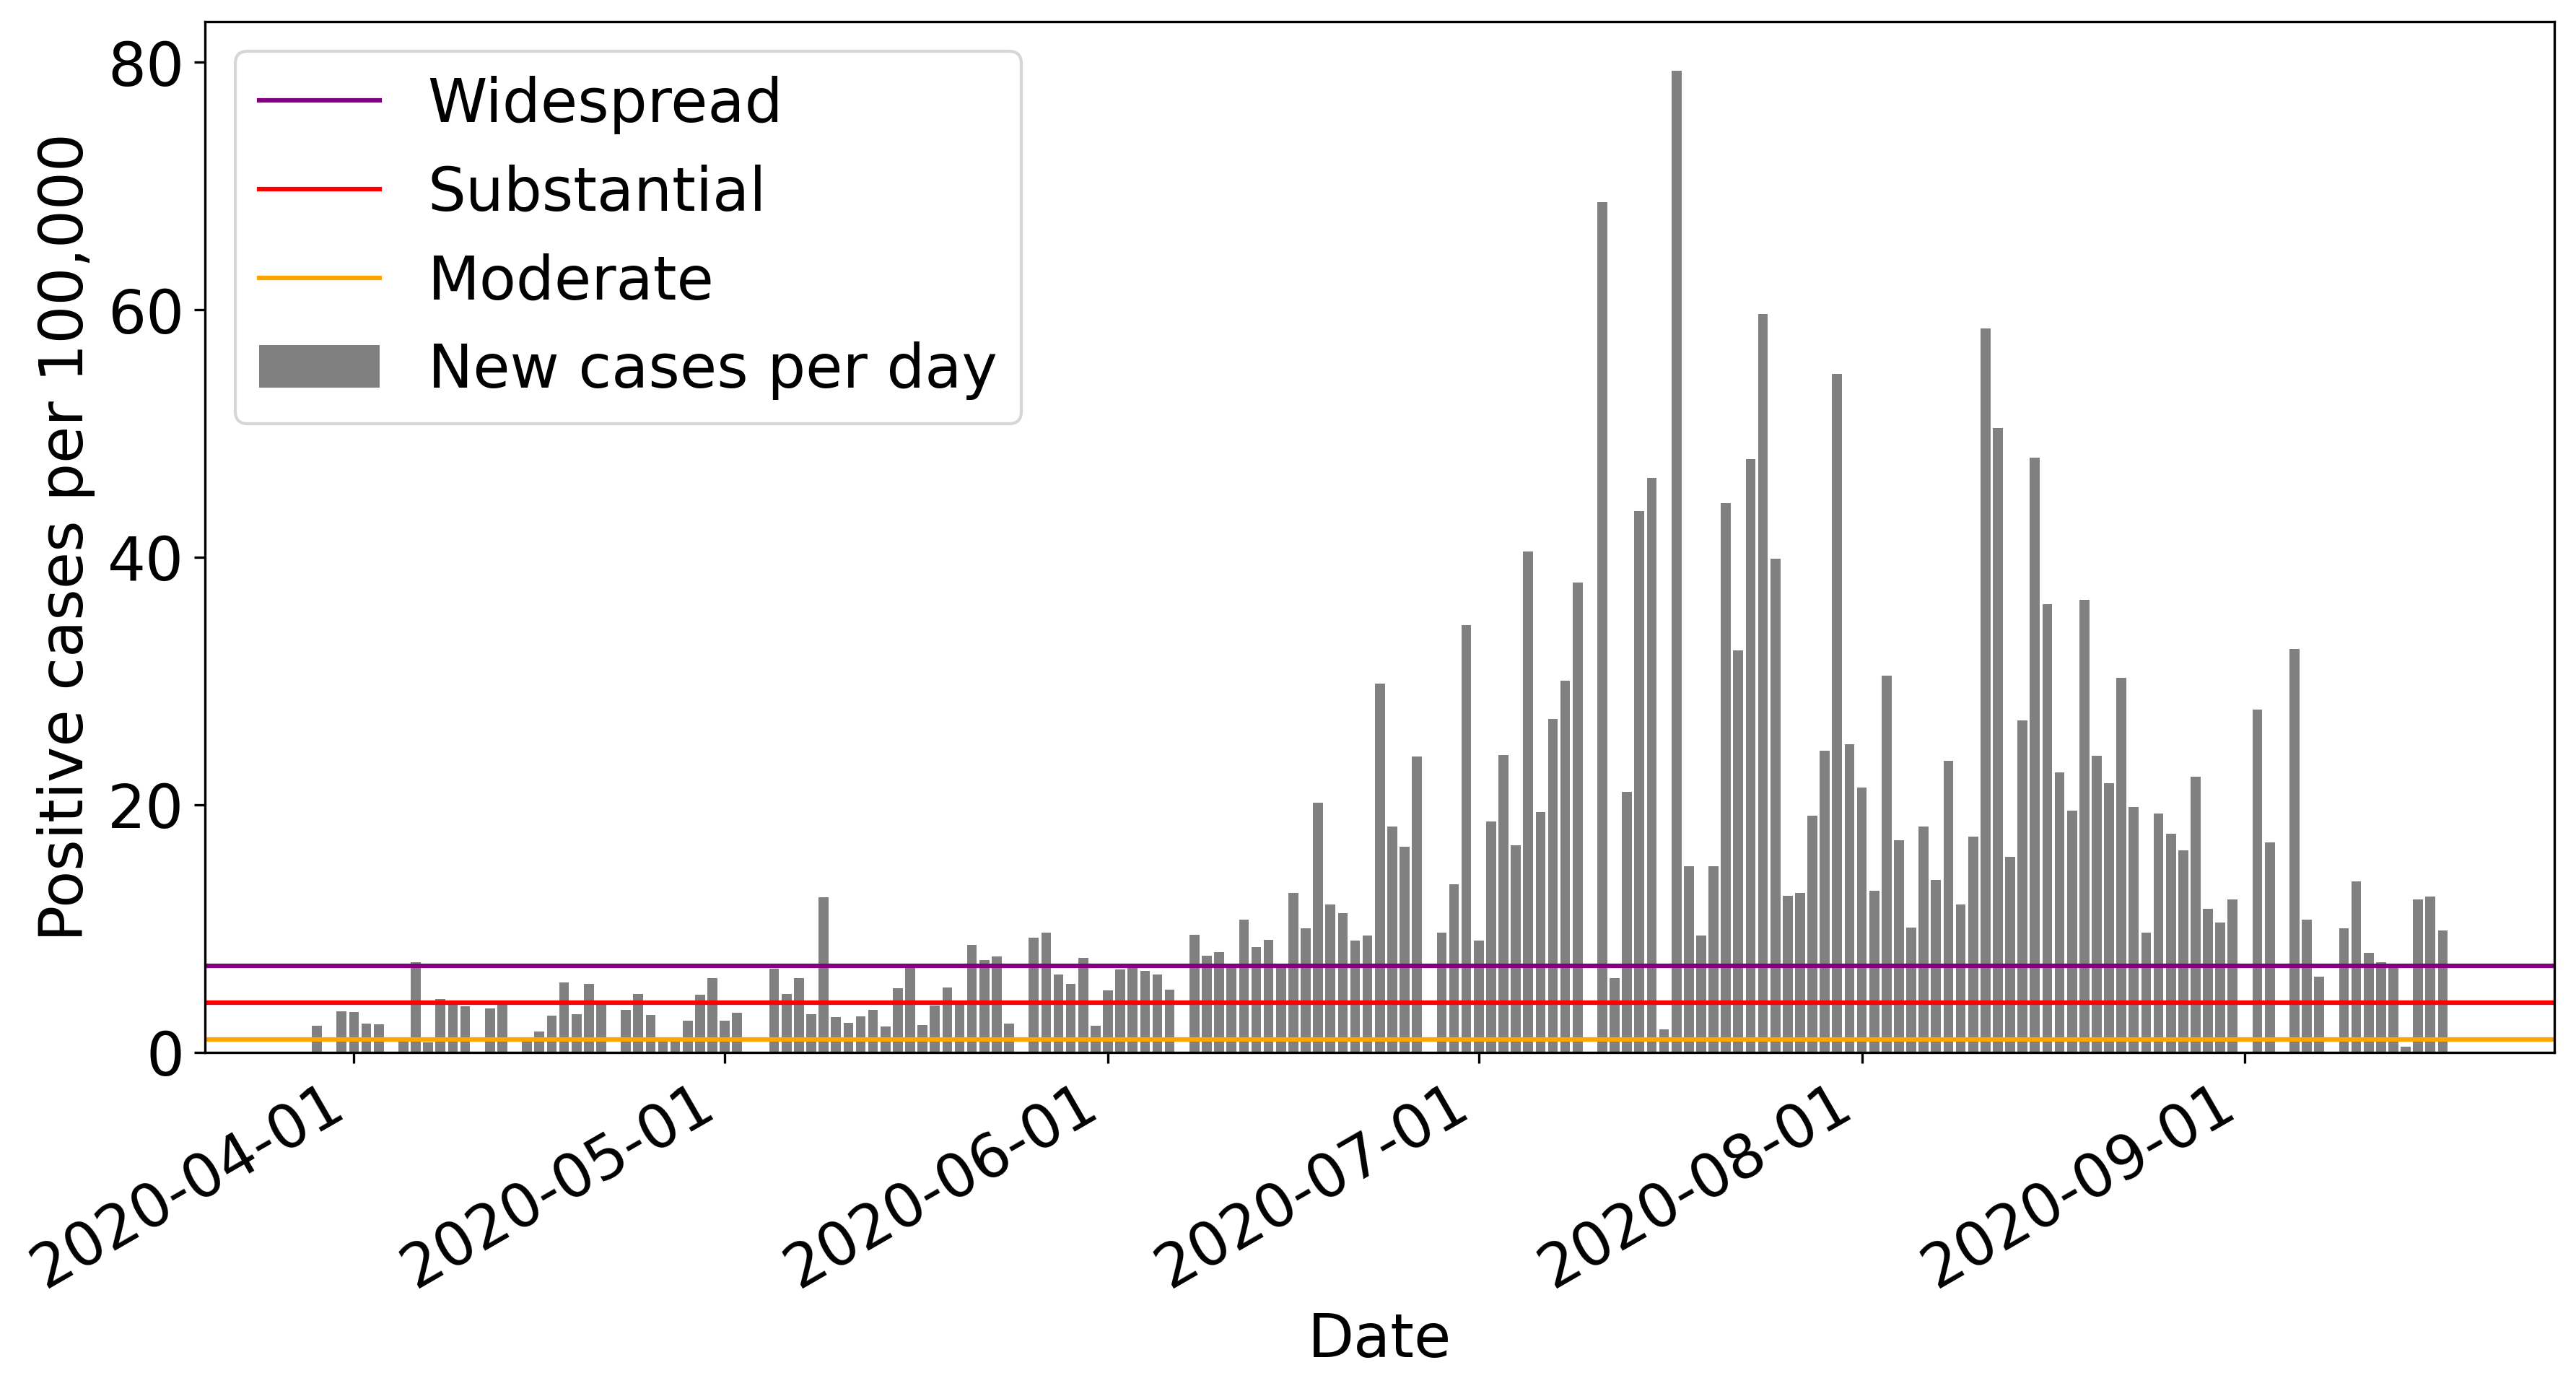 80
60
40
20
0
Positive cases per 100,000
Widespread
Substantial
Moderate
New cases per day
2020-04-01
2020-05-01
2020-06-01
2020-07-01
2020-08-01
2020-09-01
Date